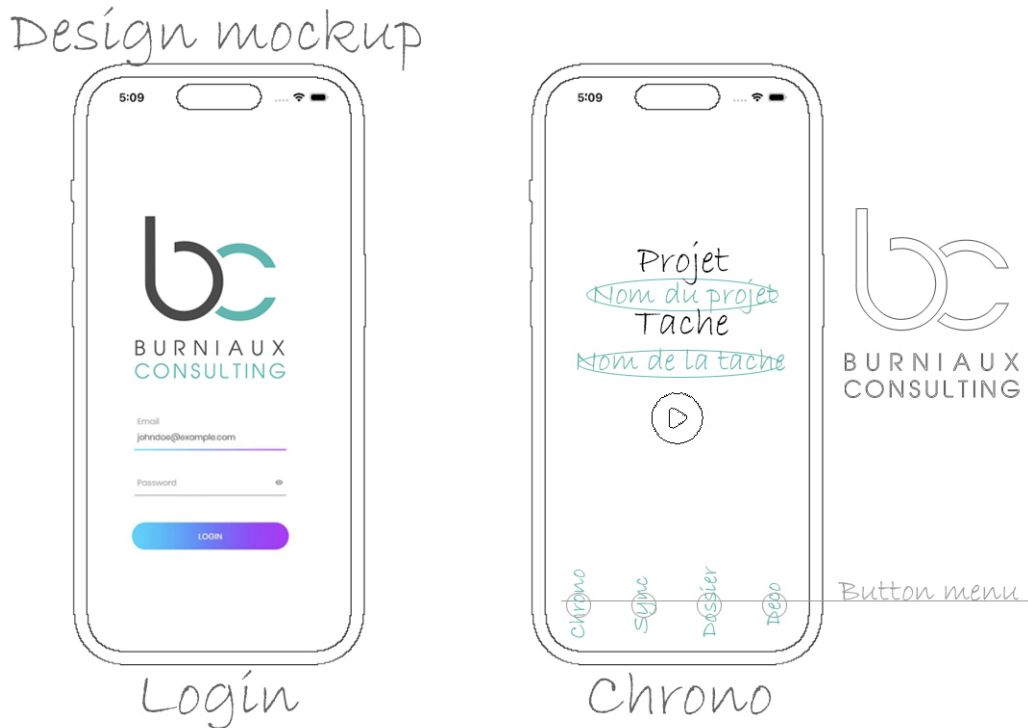 Design mockup
5:09
BURNIAUX
CONSULTING
Email
johndoe@example.com
Password
LOGIN
Login
5:09
Projet
Nom du projet
Tache
Nom de la tache
Chrono
Sync
Dossier
Deco
Chrono
BURNIAUX
CONSULTING
Button menu